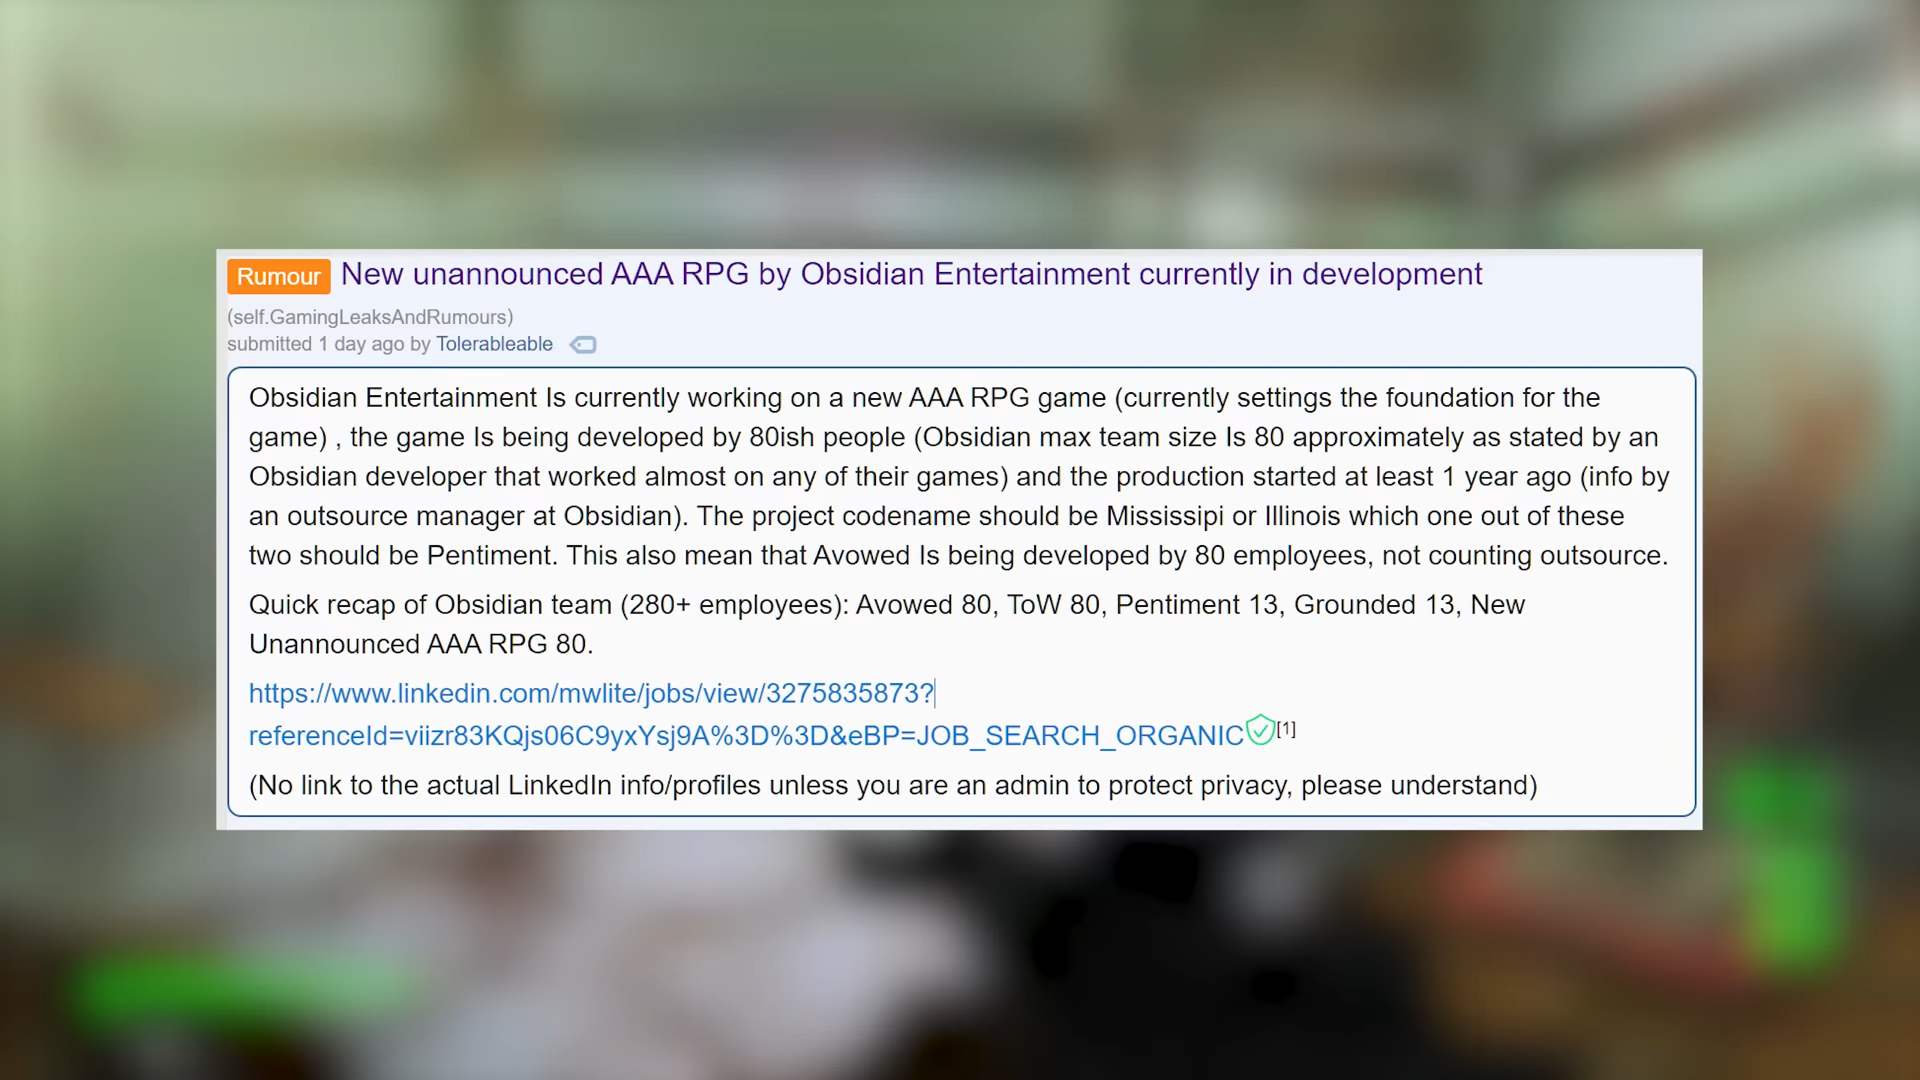 Rumour New unannounced AAA RPG by Obsidian Entertainment currently in development
(self.GamingLeaksAndRumours)
submitted 1 day ago by Tolerableable
Obsidian Entertainment Is currently working on a new AAA RPG game (currently settings the foundation for the
game) , the game Is being developed by 80ish people (Obsidian max team size Is 80 approximately as stated by an
Obsidian developer that worked almost on any of their games) and the production started at least 1 year ago (info by
an outsource manager at Obsidian). The project codename should be Mississipi or Illinois which one out of these
two should be Pentiment. This also mean that Avowed Is being developed by 80 employees, not counting outsource.
Quick recap of Obsidian team (280+ employees): Avowed 80, ToW 80, Pentiment 13, Grounded 13, New
Unannounced AAA RPG 80.
https://www.linkedin.com/mwlite/jobs/view/3275835873?
referenceId=viizr83KQjs06C9yxYsj9A%3D%3D&eBP=JOB_SEARCH_ORGANIC[1]
(No link to the actual LinkedIn info/profiles unless you are an admin to protect privacy, please understand)